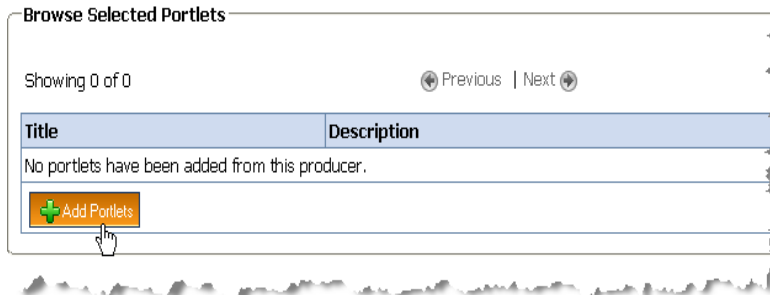 Browse Selected Portlets
Showing 0 of 0 Previous | Next
Title Description
No portlets have been added from this producer.
Add Portlets